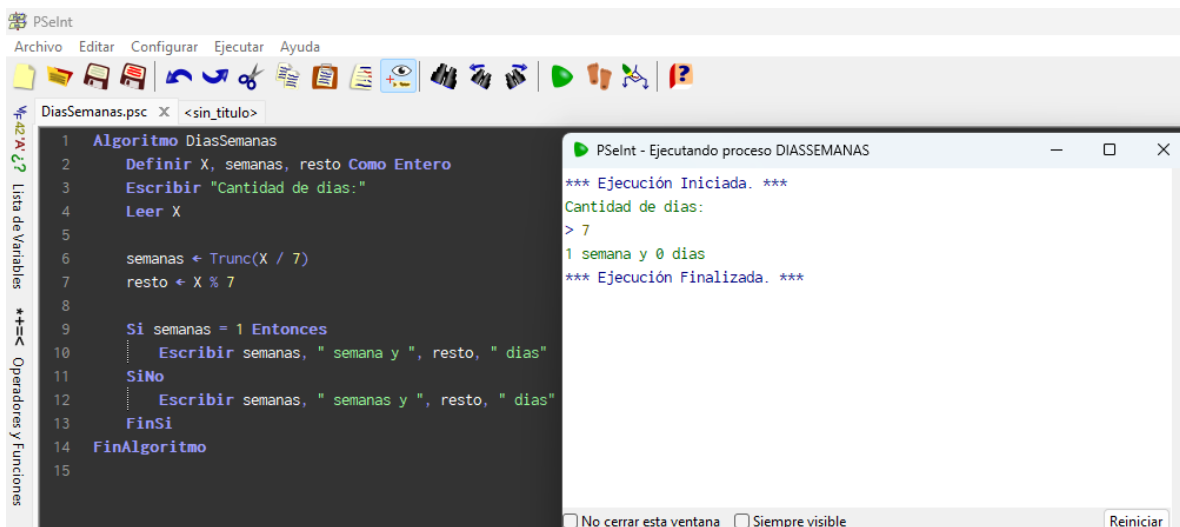 PSeInt
Archivo Editar Configurar Ejecutar Ayuda
DiasSemanas.psc X <sin_titulo>
1 Algoritmo DiasSemanas
2 Definir X, semanas, resto Como Entero
3 Escribir "Cantidad de dias:"
4 Leer X
5
6 semanas ← Trunc(X / 7)
7 resto ← X % 7
8
9 Si semanas = 1 Entonces
10 Escribir semanas, " semana y ", resto, " dias"
11 SiNo
12 Escribir semanas, " semanas y ", resto, " dias"
13 FinSi
14 FinAlgoritmo
15
PSeInt - Ejecutando proceso DIASSEMANAS
*** Ejecución Iniciada. ***
Cantidad de dias:
> 7
1 semana y 0 dias
*** Ejecución Finalizada. ***
No cerrar esta ventana Siempre visible Reiniciar
42 'A' ¿? Lista de Variables
*+=< Operadores y Funciones